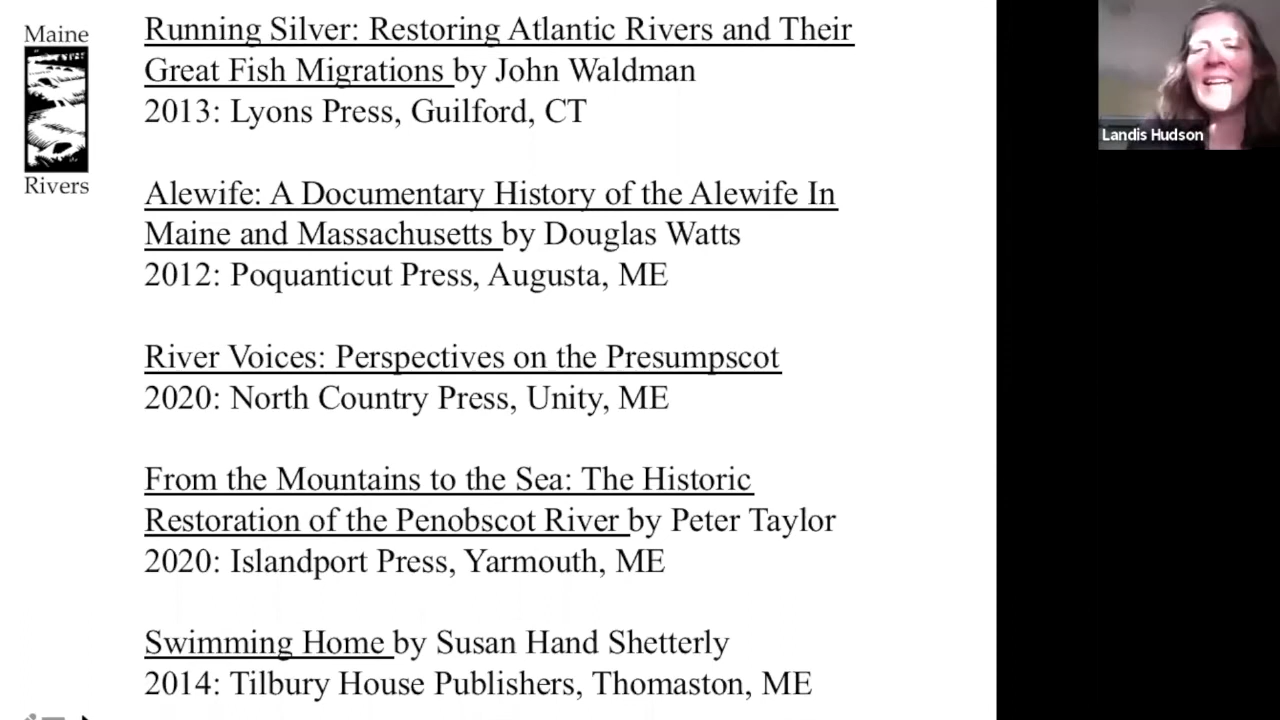 Maine
Rivers
Running Silver: Restoring Atlantic Rivers and Their
Great Fish Migrations by John Waldman
2013: Lyons Press, Guilford, CT
Alewife: A Documentary History of the Alewife In
Maine and Massachusetts by Douglas Watts
2012: Poquanticut Press, Augusta, ME
River Voices: Perspectives on the Presumpscot
2020: North Country Press, Unity, ME
From the Mountains to the Sea: The Historic
Restoration of the Penobscot River by Peter Taylor
2020: Islandport Press, Yarmouth, ME
Swimming Home by Susan Hand Shetterly
2014: Tilbury House Publishers, Thomaston, ME
Landis Hudson